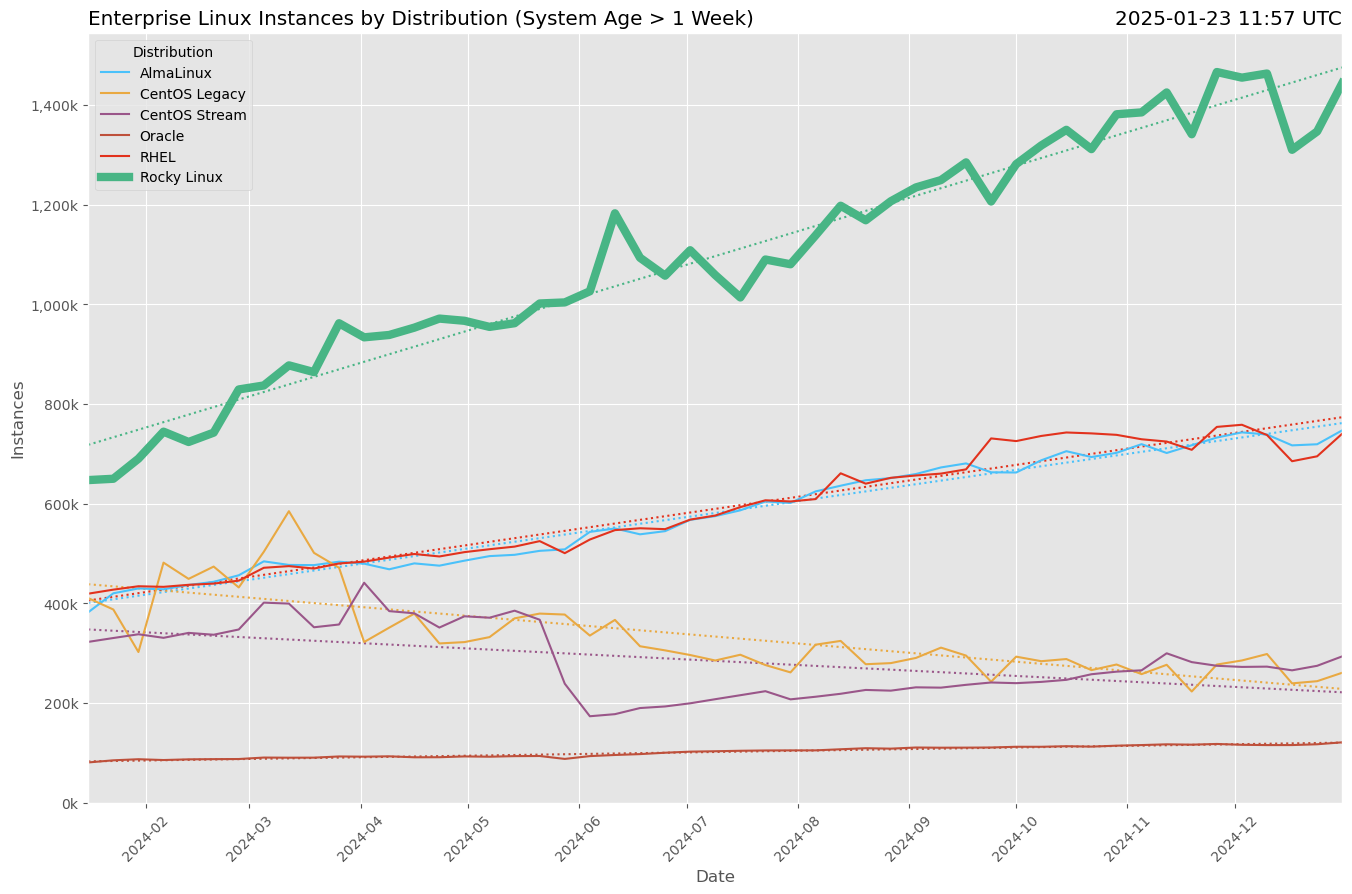 Enterprise Linux Instances by Distribution (System Age > 1 Week)
2025-01-23 11:57 UTC
Distribution
AlmaLinux
CentOS Legacy
CentOS Stream
Oracle
RHEL
Rocky Linux
1,400k
1,200k
1,000k
800k
600k
400k
200k
0k
Instances
2024-02
2024-03
2024-04
2024-05
2024-06
2024-07
2024-08
2024-09
2024-10
2024-11
2024-12
Date